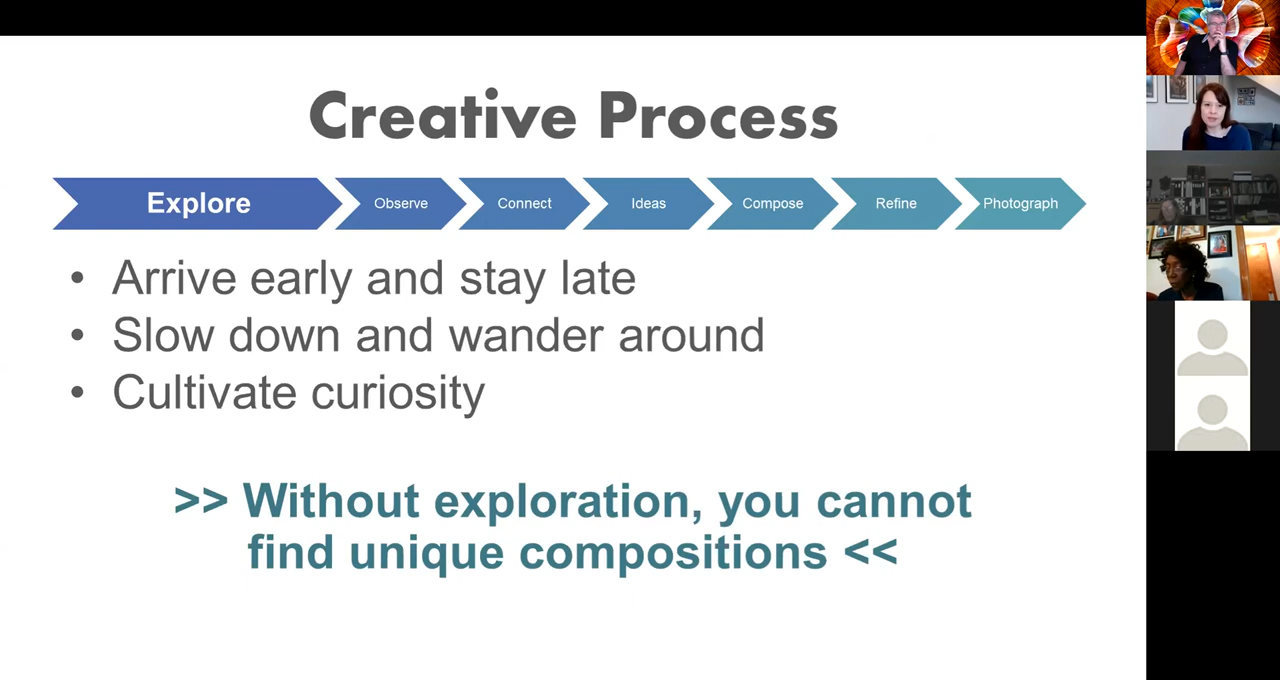 Creative Process
Explore
Observe
Connect
Ideas
Compose
Refine
Photograph
• Arrive early and stay late
• Slow down and wander around
• Cultivate curiosity
>> Without exploration, you cannot
find unique compositions <<